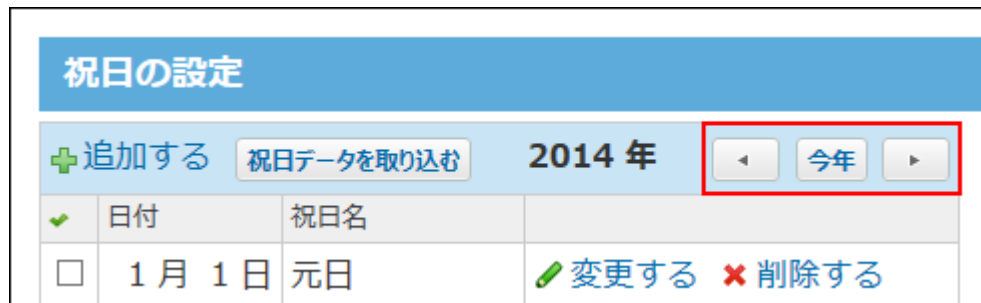 祝日の設定
追加する 祝日データを取り込む 2014 年 今年
日付 祝日名
1 月 1 日 元日 変更する 削除する